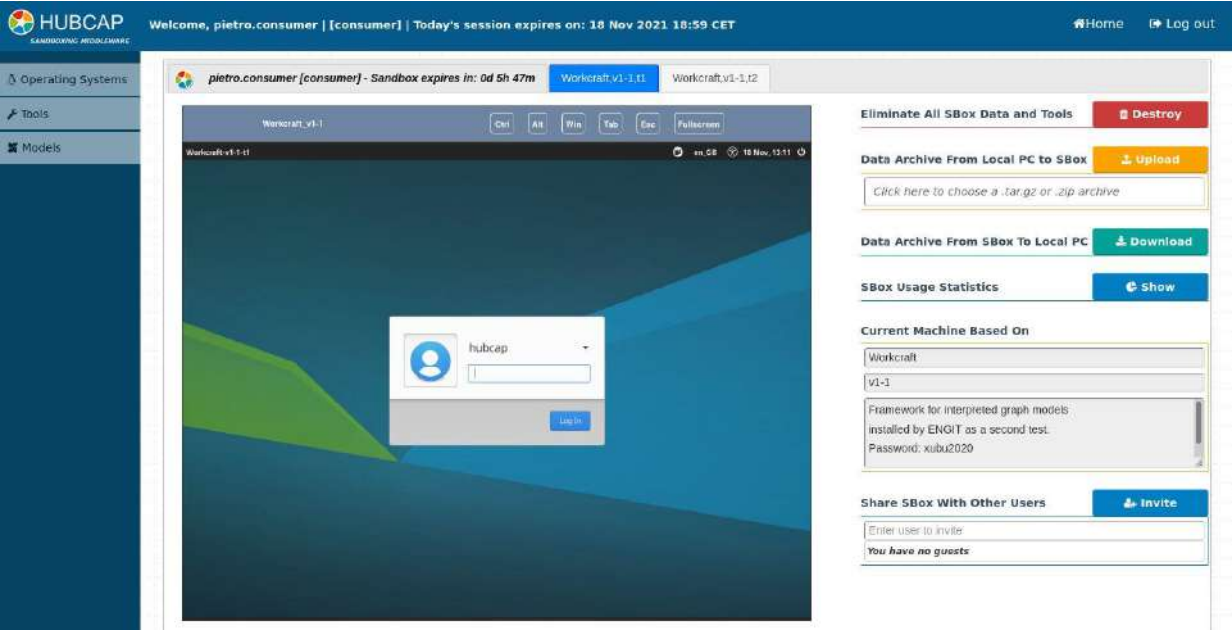 HUBCAP
SANDBOXING MIDDLEWARE
Welcome, pietro.consumer | [consumer] | Today's session expires on: 18 Nov 2021 18:59 CET
Home
Log out
Operating Systems
Tools
Models
pietro.consumer [consumer] - Sandbox expires in: 0d 5h 47m
Workcraft,v1-1,t1
Workcraft,v1-1,t2
Workcraft_v1-1
Ctrl
Alt
Win
Tab
Esc
Fullscreen
Workcraft-v1-1-t1
en_GB
18 Nov, 13:11
hubcap
Log In
Eliminate All SBox Data and Tools
Destroy
Data Archive From Local PC to SBox
Upload
Click here to choose a .tar.gz or .zip archive
Data Archive From SBox To Local PC
Download
SBox Usage Statistics
Show
Current Machine Based On
Workcraft
v1-1
Framework for interpreted graph models
installed by ENGIT as a second test.
Password: xubu2020
Share SBox With Other Users
Invite
Enter user to invite
You have no guests